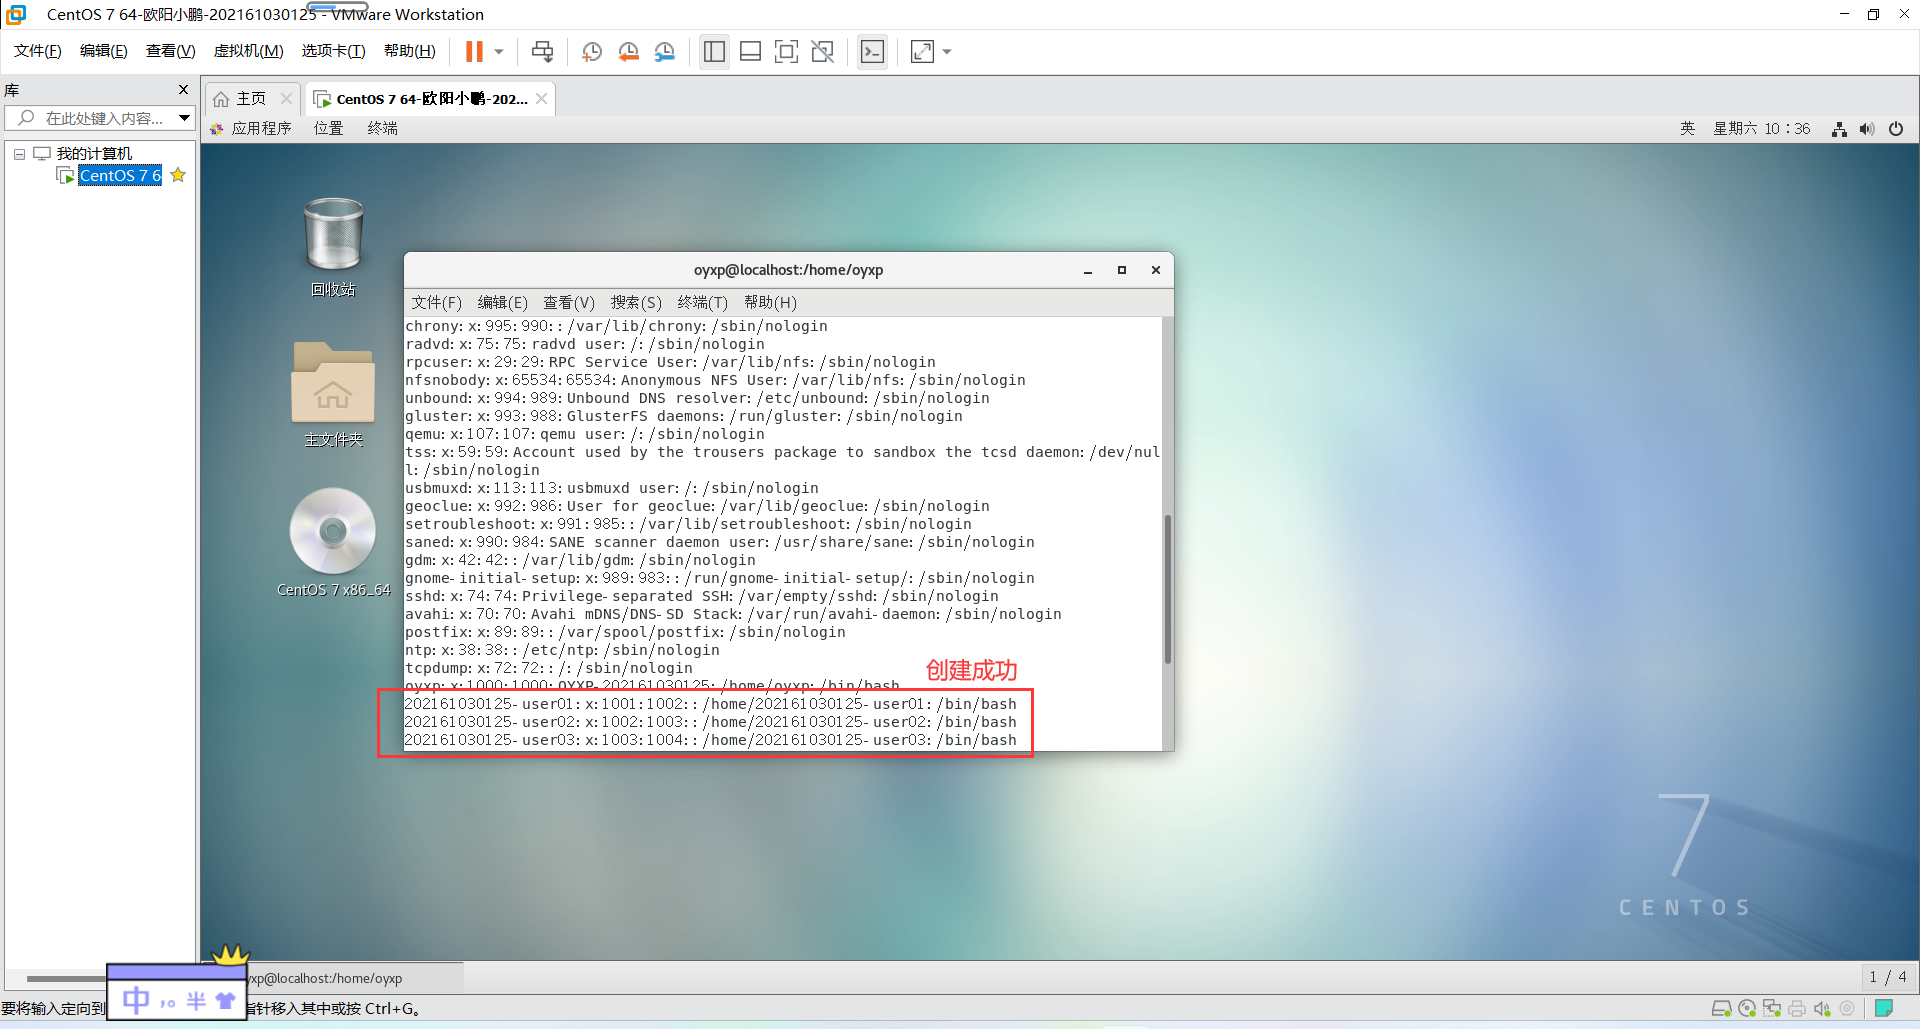 CentOS 7 64-欧阳小鹏-202161030125 - VMware Workstation
文件(F) 编辑(E) 查看(V) 虚拟机(M) 选项卡(T) 帮助(H)
库
在此处键入内容...
我的计算机
CentOS 7 6
主页
CentOS 7 64-欧阳小鹏-202...
应用程序 位置 终端
英 星期六 10：36
回收站
主文件夹
CentOS 7 x86_64
oyxp@localhost:/home/oyxp
文件(F) 编辑(E) 查看(V) 搜索(S) 终端(T) 帮助(H)
chrony:x:995:990::/var/lib/chrony:/sbin/nologin
radvd:x:75:75:radvd user:/:/sbin/nologin
rpcuser:x:29:29:RPC Service User:/var/lib/nfs:/sbin/nologin
nfsnobody:x:65534:65534:Anonymous NFS User:/var/lib/nfs:/sbin/nologin
unbound:x:994:989:Unbound DNS resolver:/etc/unbound:/sbin/nologin
gluster:x:993:988:GlusterFS daemons:/run/gluster:/sbin/nologin
qemu:x:107:107:qemu user:/:/sbin/nologin
tss:x:59:59:Account used by the trousers package to sandbox the tcsd daemon:/dev/nul
l:/sbin/nologin
usbmuxd:x:113:113:usbmuxd user:/:/sbin/nologin
geoclue:x:992:986:User for geoclue:/var/lib/geoclue:/sbin/nologin
setroubleshoot:x:991:985::/var/lib/setroubleshoot:/sbin/nologin
saned:x:990:984:SANE scanner daemon user:/usr/share/sane:/sbin/nologin
gdm:x:42:42::/var/lib/gdm:/sbin/nologin
gnome-initial-setup:x:989:983::/run/gnome-initial-setup/:/sbin/nologin
sshd:x:74:74:Privilege-separated SSH:/var/empty/sshd:/sbin/nologin
avahi:x:70:70:Avahi mDNS/DNS-SD Stack:/var/run/avahi-daemon:/sbin/nologin
postfix:x:89:89::/var/spool/postfix:/sbin/nologin
ntp:x:38:38::/etc/ntp:/sbin/nologin
tcpdump:x:72:72::/:/sbin/nologin
创建成功
oyxp:x:1000:1000:OYXP-202161030125:/home/oyxp:/bin/bash
202161030125-user01:x:1001:1002::/home/202161030125-user01:/bin/bash
202161030125-user02:x:1002:1003::/home/202161030125-user02:/bin/bash
202161030125-user03:x:1003:1004::/home/202161030125-user03:/bin/bash
7
CENTOS
yxp@localhost:/home/oyxp
1 / 4
中 ,。半
要将输入定向到 指针移入其中或按 Ctrl+G。